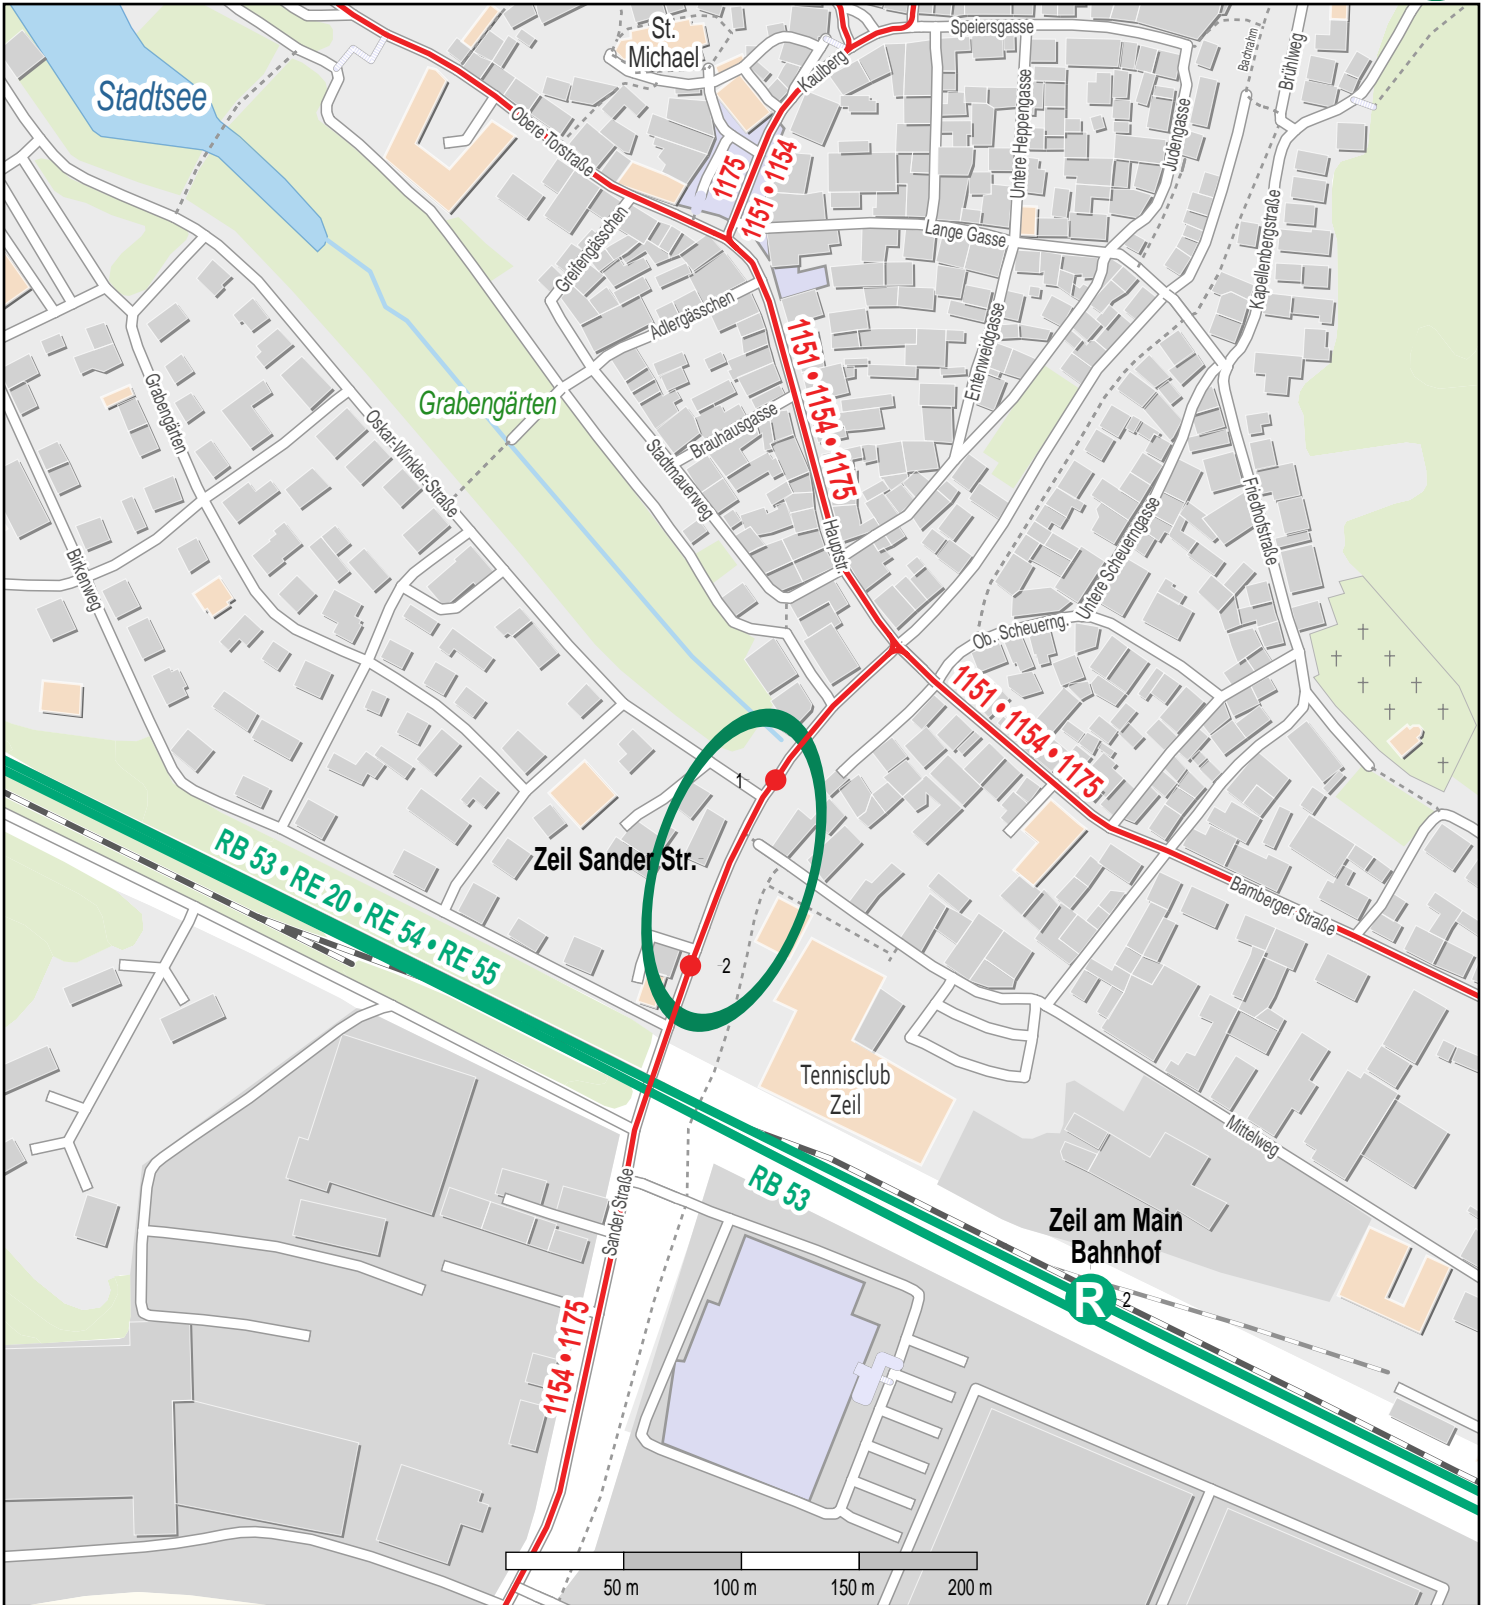 Stadtsee
St.
Michael
Speiersgasse
Bachrahm
Brühlweg
Kaulberg
Obere Torstraße
1175
1151 • 1154
Untere Heppengasse
Judengasse
Lange Gasse
Kapellenbergstraße
Greifengässchen
Adlergässchen
1151 • 1154 • 1175
Entenweidgasse
Grabengärten
Grabengärten
Oskar-Winkler-Straße
Brauhausgasse
Stadtmauerweg
Hauptstr.
Friedhofstraße
Untere Scheuerngasse
Birkenweg
Ob. Scheuerng.
1151 • 1154 • 1175
1
Zeil Sander Str.
RB 53 • RE 20 • RE 54 • RE 55
Bamberger Straße
2
Tennisclub
Zeil
Mittelweg
RB 53
Sander Straße
Zeil am Main
Bahnhof
R
2
1154 • 1175
50 m
100 m
150 m
200 m